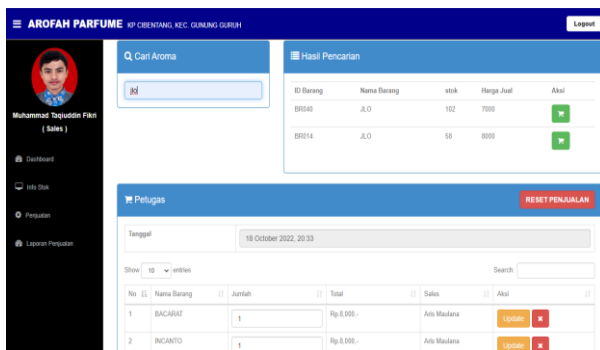 AROFAH PARFUME KP CIBENTANG, KEC. GUNUNG GURUH
Logout
Muhammad Taqiuddin Fikri
( Sales )
Dashboard
Info Stok
Penjualan
Laporan Penjualan
Cari Aroma
jlo
Hasil Pencarian
ID Barang Nama Barang stok Harga Jual Aksi
BR040 JLO 102 7000
BR014 JLO 58 8000
Petugas
RESET PENJUALAN
Tanggal 18 October 2022, 20:33
Show 10 entries
Search:
No Nama Barang Jumlah Total Sales Aksi
1 BACARAT 1 Rp.8,000,- Aris Maulana Update
2 INCANTO 1 Rp.8,000,- Aris Maulana Update